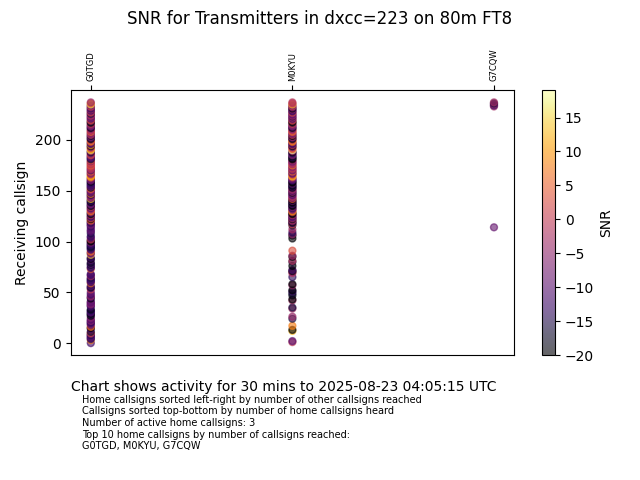 SNR for Transmitters in dxcc=223 on 80m FT8
G0TGD
M0KYU
G7CQW
200
150
100
50
0
Receiving callsign
15
10
5
0
−5
−10
−15
−20
SNR
Chart shows activity for 30 mins to 2025-08-23 04:05:15 UTC
Home callsigns sorted left-right by number of other callsigns reached
Callsigns sorted top-bottom by number of home callsigns heard
Number of active home callsigns: 3
Top 10 home callsigns by number of callsigns reached:
G0TGD, M0KYU, G7CQW